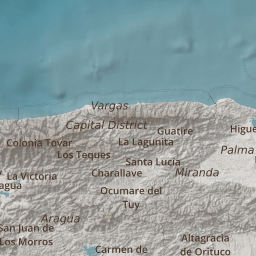 Vargas
Capital District
Guatire
Higue
Colonia Tovar
La Lagunita
Palma
Los Teques
Santa Lucía
La Victoria
Charallave
Miranda
agua
Ocumare del
Tuy
Aragua
San Juan de
Los Morros
Altagracia
de Orituco
Carmen de